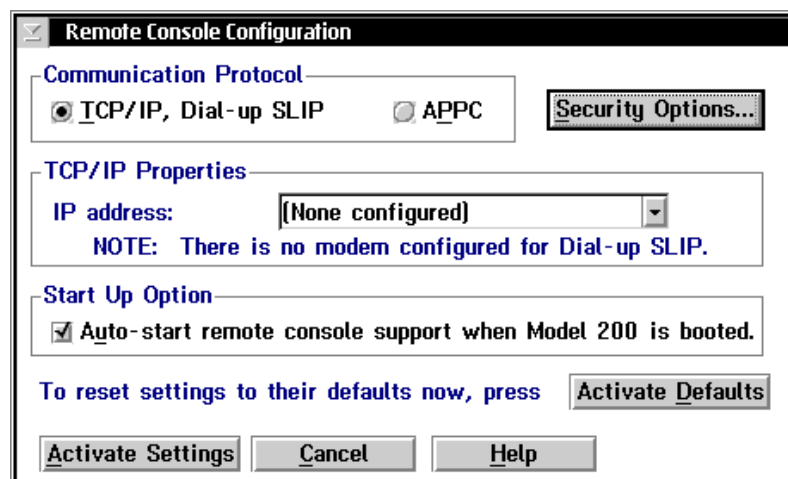 Remote Console Configuration
Communication Protocol
TCP/IP, Dial-up SLIP APPC Security Options...
TCP/IP Properties
IP address: (None configured)
NOTE: There is no modem configured for Dial-up SLIP.
Start Up Option
Auto-start remote console support when Model 200 is booted.
To reset settings to their defaults now, press Activate Defaults
Activate Settings Cancel Help